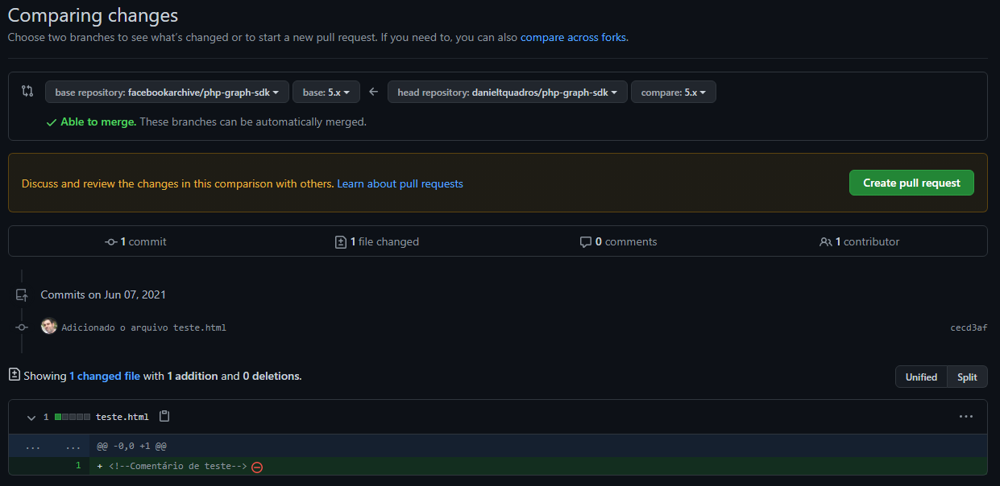 Comparing changes
Choose two branches to see what's changed or to start a new pull request. If you need to, you can also compare across forks.
base repository: facebookarchive/php-graph-sdk base: 5.x head repository: danieltquadros/php-graph-sdk compare: 5.x
Able to merge. These branches can be automatically merged.
Discuss and review the changes in this comparison with others. Learn about pull requests Create pull request
1 commit 1 file changed 0 comments 1 contributor
Commits on Jun 07, 2021
Adicionado o arquivo teste.html cecd3af
Showing 1 changed file with 1 addition and 0 deletions. Unified Split
1 teste.html ...
... ... @@ -0,0 +1 @@
1 + <!--Comentário de teste-->